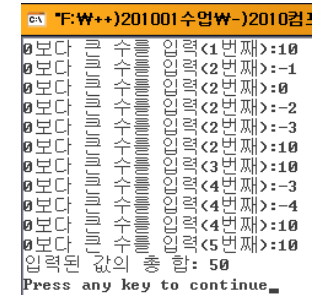 "F:₩++)201001수업₩-)2010컴프
0보다 큰 수를 입력(1번째):10
0보다 큰 수를 입력(2번째):-1
0보다 큰 수를 입력(2번째):0
0보다 큰 수를 입력(2번째):-2
0보다 큰 수를 입력(2번째):-3
0보다 큰 수를 입력(2번째):10
0보다 큰 수를 입력(3번째):10
0보다 큰 수를 입력(4번째):-3
0보다 큰 수를 입력(4번째):-4
0보다 큰 수를 입력(4번째):10
0보다 큰 수를 입력(5번째):10
입력된 값의 총 합: 50
Press any key to continue_